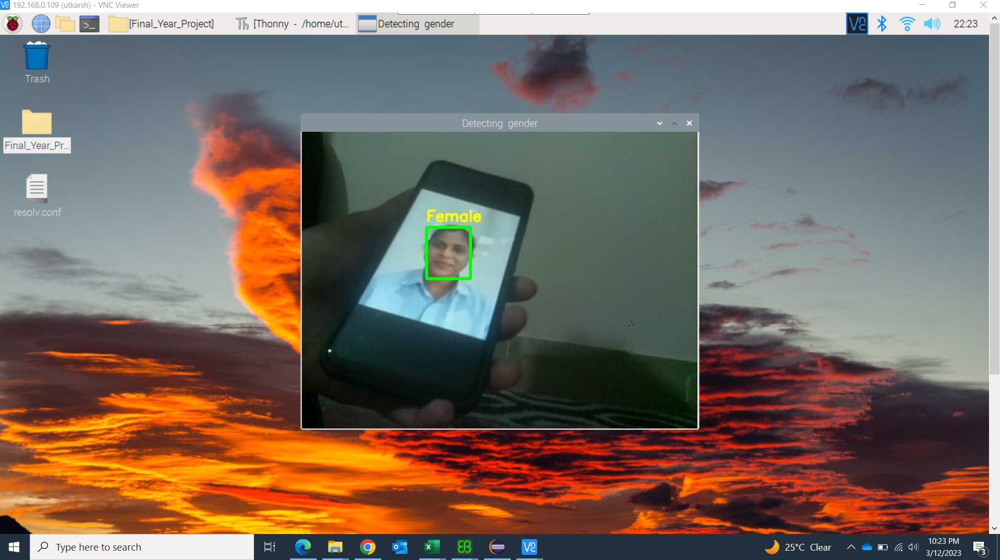 192.168.0.109 (utkarsh) - VNC Viewer
[Final_Year_Project]
[Thonny - /home/ut...
Detecting gender
22:23
Trash
Final_Year_Pr...
resolv.conf
Detecting gender
Female
Type here to search
25°C Clear
10:23 PM
3/12/2023
3